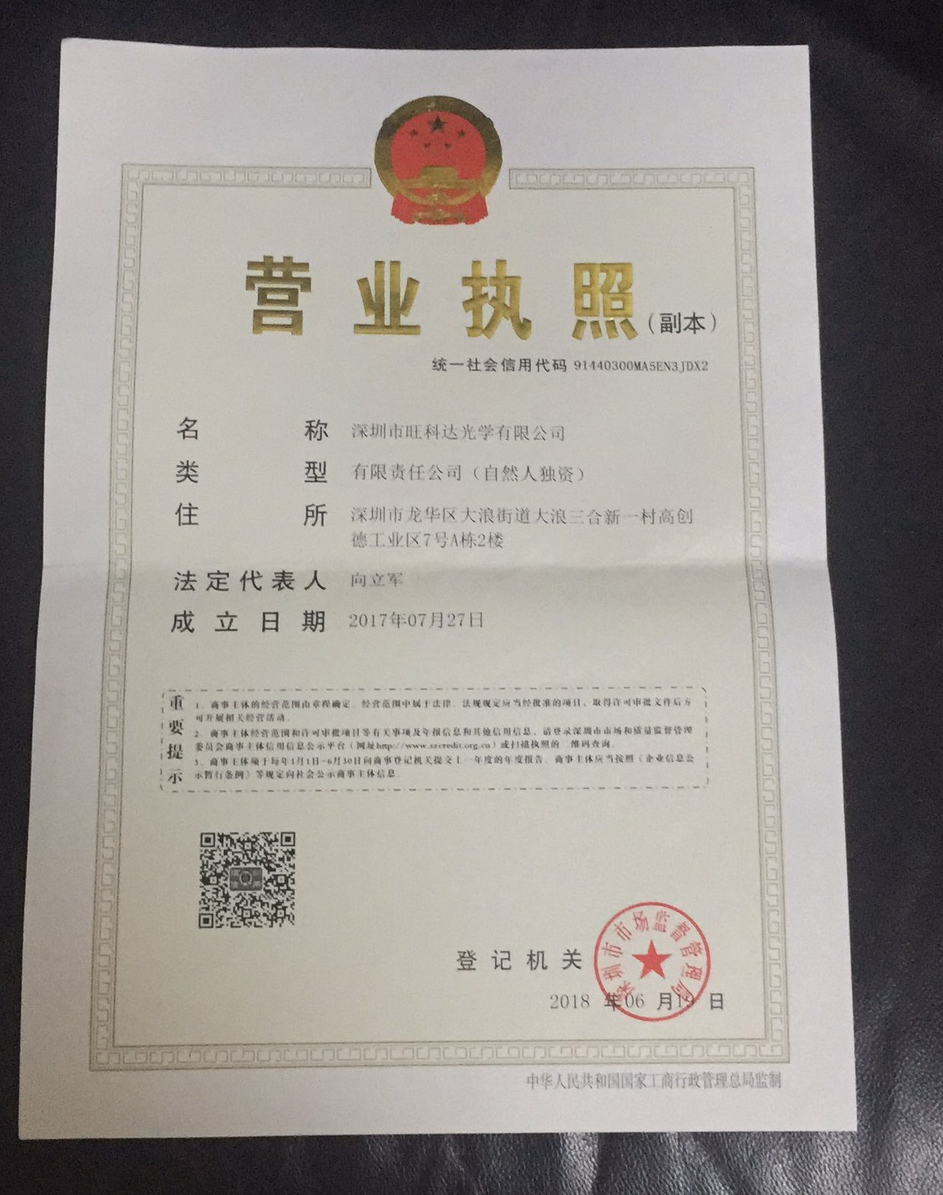 营业执照(副本)
统一社会信用代码 91440300MA5EN3JDX2
名称 深圳市旺科达光学有限公司
类型 有限责任公司（自然人独资）
住所 深圳市龙华区大浪街道大浪三合新一村高创
德工业区7号A栋2楼
法定代表人 向立军
成立日期 2017年07月27日
重要提示
1、商事主体的经营范围由章程确定。经营范围中属于法律、法规规定应当经批准的项目，取得许可审批文件后方
可开展相关经营活动。
2、商事主体经营范围和许可审批项目等有关事项及年报信息和其他信用信息，请登录深圳市市场和质量监督管理
委员会商事主体信用信息公示平台（网址http://www.szcredit.org.cn）或扫描执照的二维码查询。
3、商事主体须于每年1月1日-6月30日向商事登记机关提交上一年度的年度报告。商事主体应当按照《企业信息公
示暂行条例》等规定向社会公示商事主体信息。
登记机关
深圳市市场监督管理局
2018 年06 月19 日
中华人民共和国国家工商行政管理总局监制